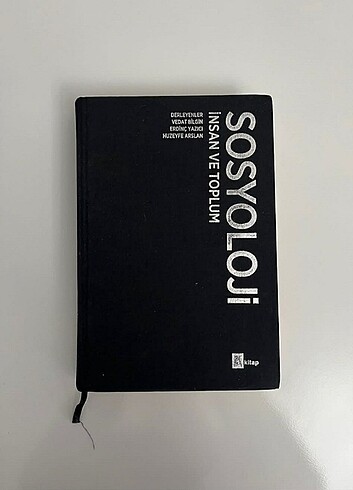 DERLEYENLER
VEDAT BİLGİN
ERDİNÇ YAZICI
HUZEYFE ARSLAN
SOSYOLOJİ
İNSAN VE TOPLUM
kitap